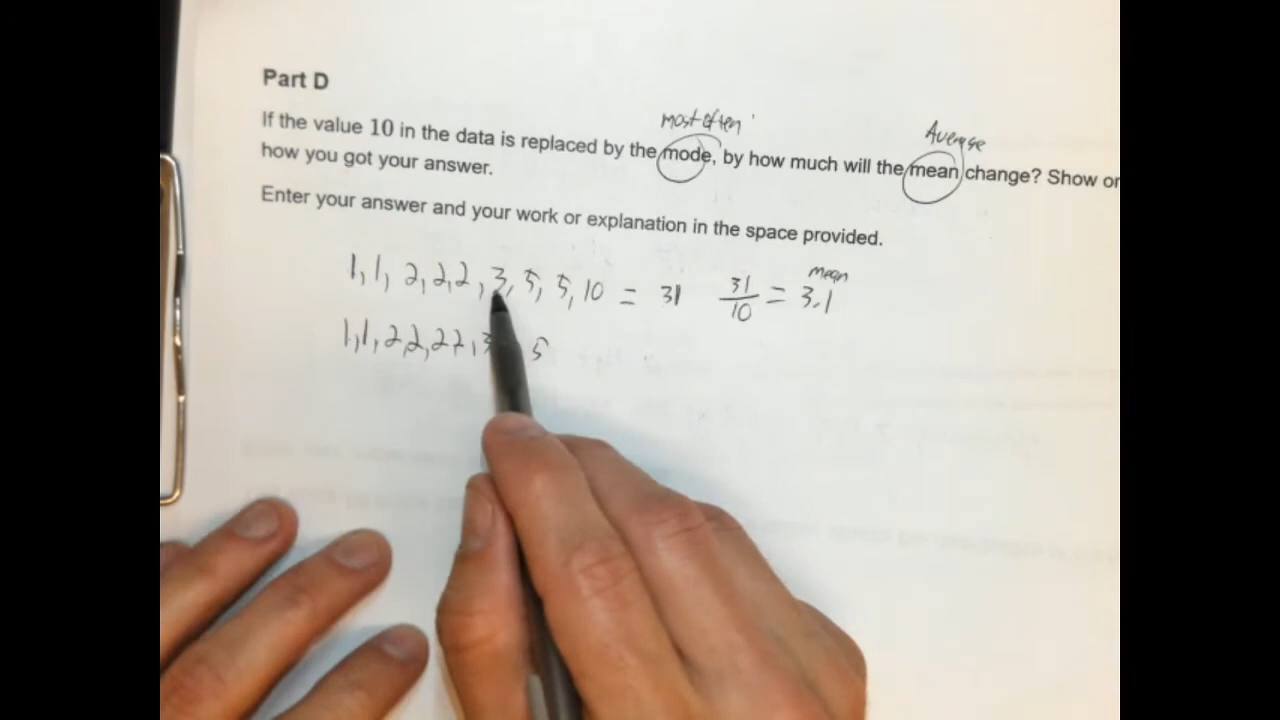 Part D
most often
Average
If the value 10 in the data is replaced by the mode, by how much will the mean change? Show or
how you got your answer.
Enter your answer and your work or explanation in the space provided.
1, 1, 2, 2, 2, 3, 5, 5, 10 = 31 31/10 = 3.1 mean
1, 1, 2 2, 2 2, 3 5